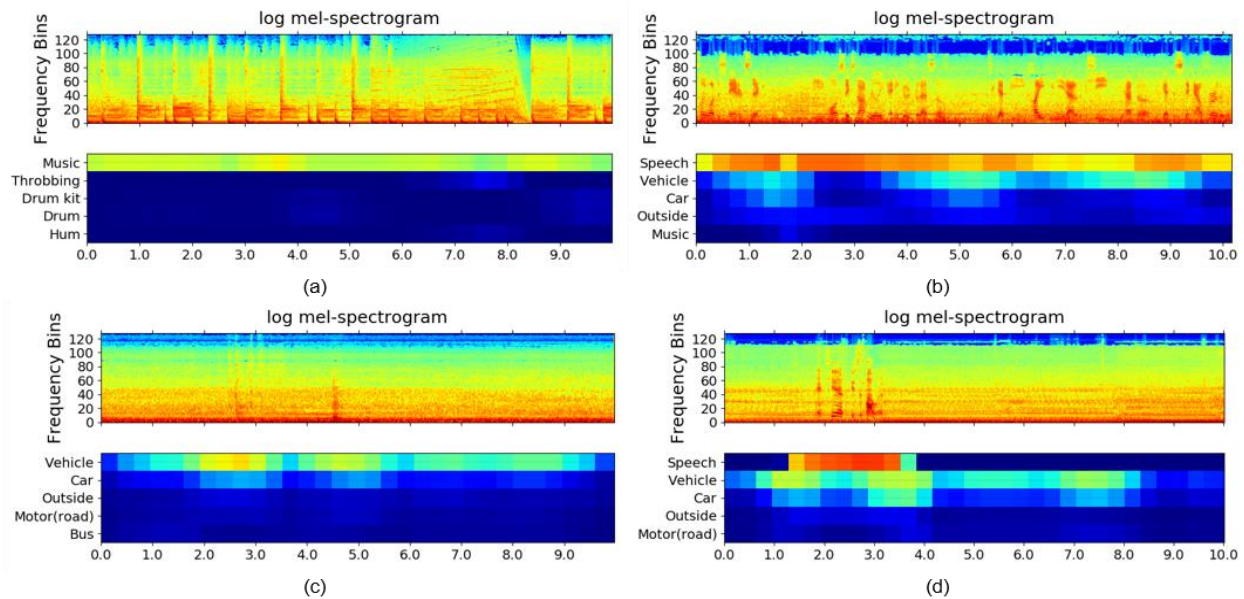 log mel-spectrogram
Frequency Bins
120
100
80
60
40
20
0
Music
Throbbing
Drum kit
Drum
Hum
0.0 1.0 2.0 3.0 4.0 5.0 6.0 7.0 8.0 9.0
(a)
log mel-spectrogram
Frequency Bins
120
100
80
60
40
20
0
Speech
Vehicle
Car
Outside
Music
0.0 1.0 2.0 3.0 4.0 5.0 6.0 7.0 8.0 9.0 10.0
(b)
log mel-spectrogram
Frequency Bins
120
100
80
60
40
20
0
Vehicle
Car
Outside
Motor(road)
Bus
0.0 1.0 2.0 3.0 4.0 5.0 6.0 7.0 8.0 9.0
(c)
log mel-spectrogram
Frequency Bins
120
100
80
60
40
20
0
Speech
Vehicle
Car
Outside
Motor(road)
0.0 1.0 2.0 3.0 4.0 5.0 6.0 7.0 8.0 9.0 10.0
(d)